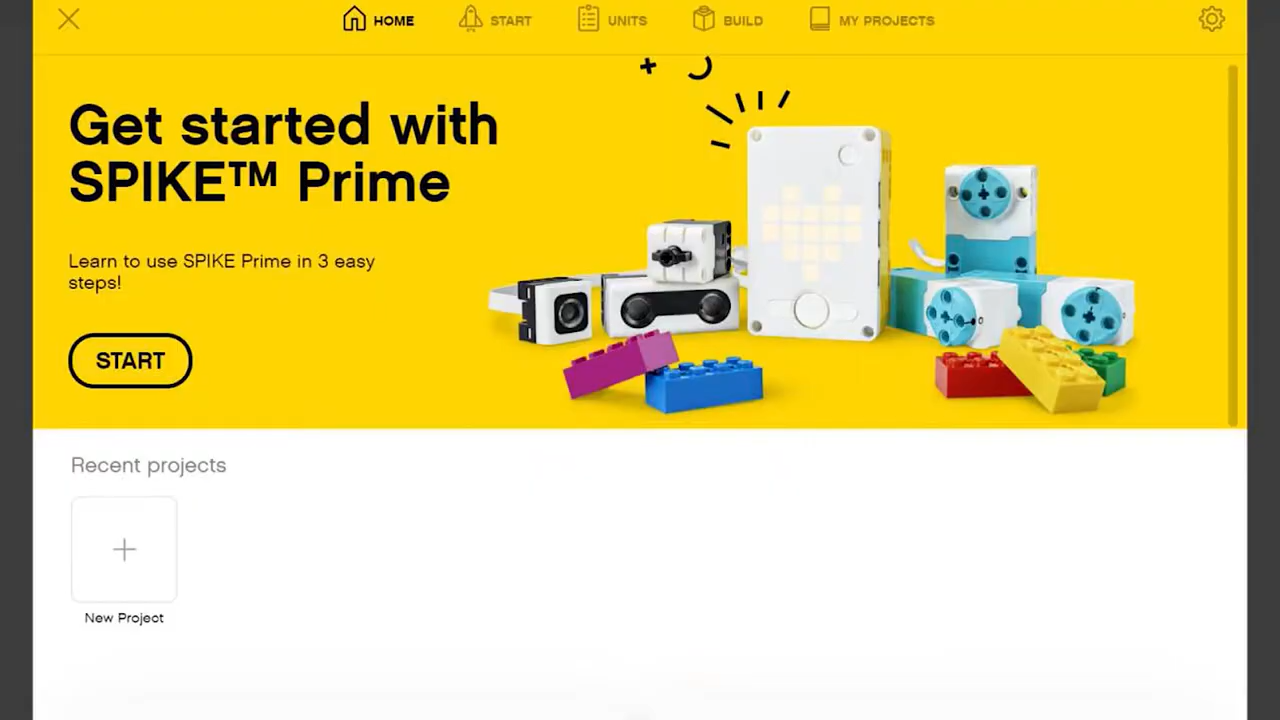 HOME
START
UNITS
BUILD
MY PROJECTS
Get started with
SPIKE™ Prime
Learn to use SPIKE Prime in 3 easy
steps!
START
Recent projects
New Project